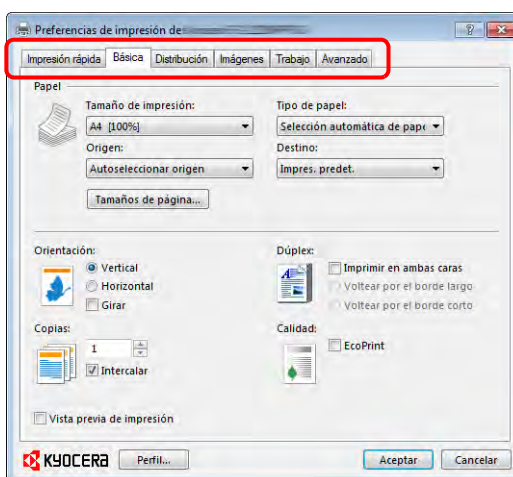 Preferencias de impresión de
Impresión rápida Básica Distribución Imágenes Trabajo Avanzado
Papel
Tamaño de impresión: Tipo de papel:
A4 [100%] Selección automática de pape
Origen: Destino:
Autoseleccionar origen Impres. predet.
Tamaños de página...
Orientación: Dúplex:
Vertical Imprimir en ambas caras
Horizontal Voltear por el borde largo
Girar Voltear por el borde corto
Copias: Calidad:
1 EcoPrint
Intercalar
Vista previa de impresión
KYOCERA Perfil... Aceptar Cancelar